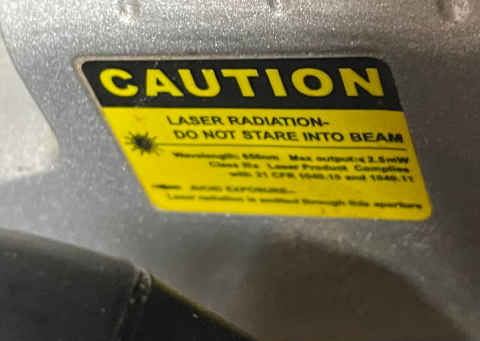 CAUTION
LASER RADIATION-
DO NOT STARE INTO BEAM
Wavelength: 650nm Max output:≤2.5mW
Class IIIa Laser Product Complies
with 21 CFR 1040.10 and 1040.11
AVOID EXPOSURE-
Laser radiation is emitted through this aperture